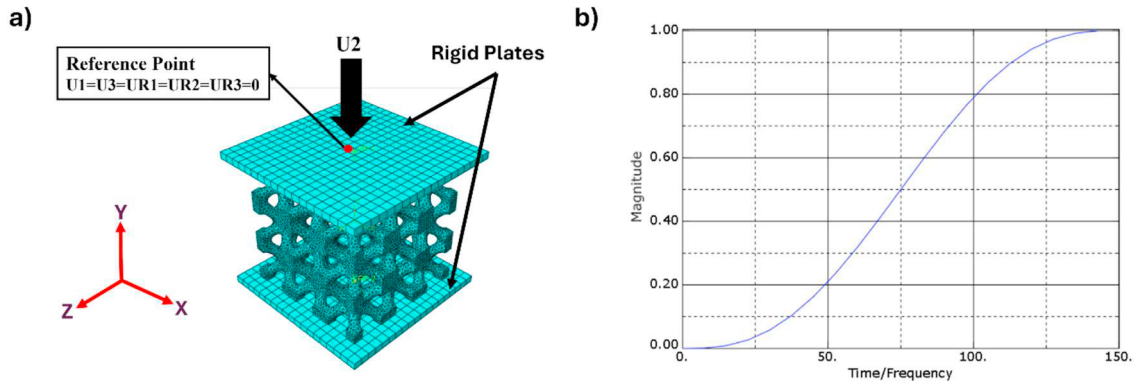 a)
U2
Rigid Plates
Reference Point
U1=U3=UR1=UR2=UR3=0
Y
Z
X
b)
1.00
0.80
0.60
0.40
0.20
0.00
Magnitude
0.
50.
100.
150.
Time/Frequency